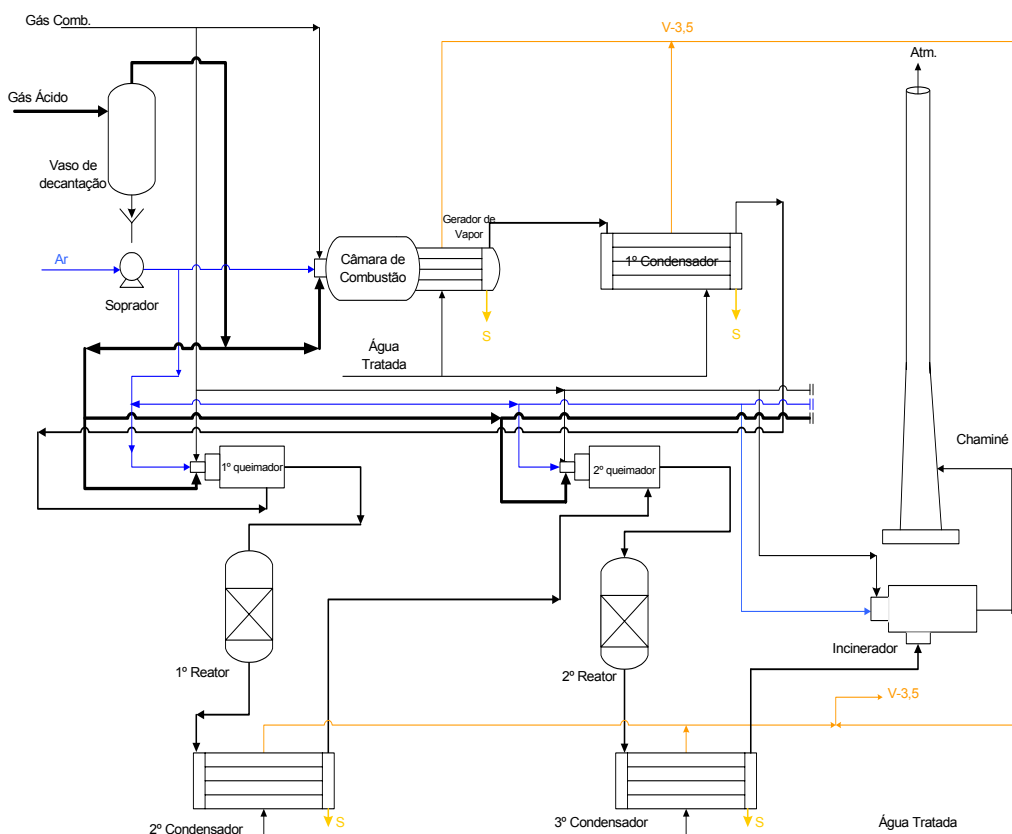 Gás Comb.
V-3,5
Atm.
Gás Ácido
Vaso de
decantação
Gerador de
Vapor
Ar
Câmara de
Combustão
1º Condensador
Soprador
S
S
Água
Tratada
Chaminé
1º queimador
2º queimador
Incinerador
1º Reator
2º Reator
V-3,5
2º Condensador
S
3º Condensador
S
Água Tratada